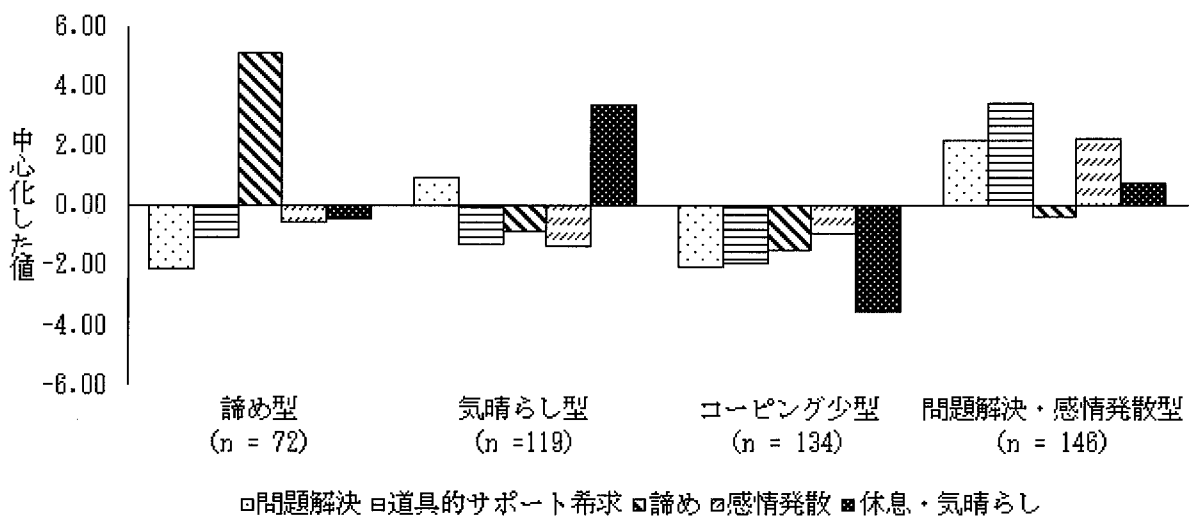 6.00
4.00
2.00
0.00
-2.00
-4.00
-6.00
中心化した値
諦め型 気晴らし型 コーピング少型 問題解決・感情発散型
(n = 72) (n =119) (n = 134) (n = 146)
問題解決 道具的サポート希求 諦め 感情発散 休息・気晴らし